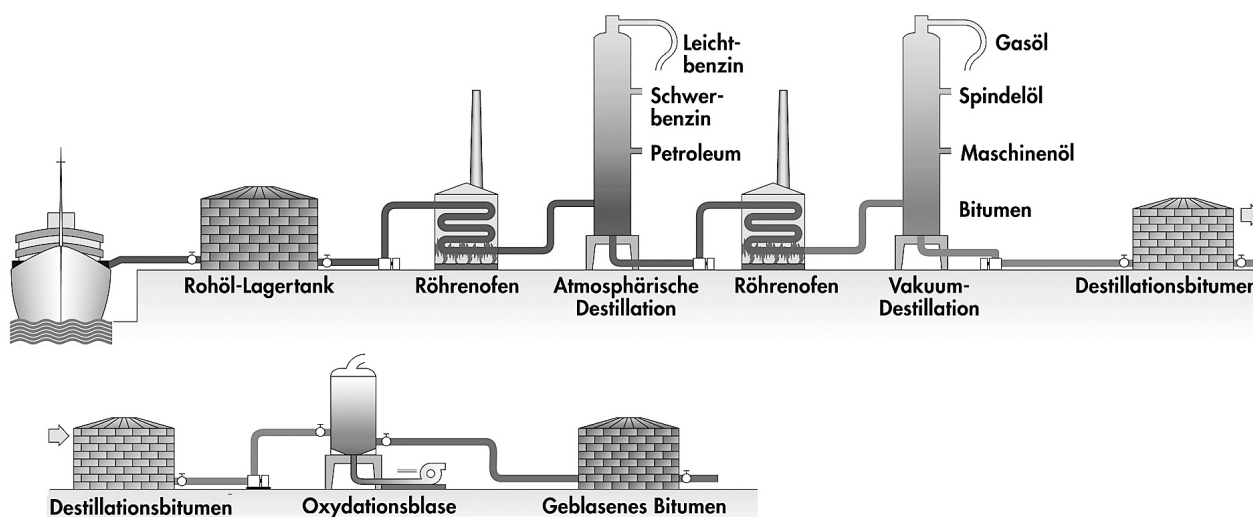 Leicht-
benzin
Schwer-
benzin
Petroleum
Gasöl
Spindelöl
Maschinenöl
Bitumen
Rohöl-Lagertank
Röhrenofen
Atmosphärische
Destillation
Röhrenofen
Vakuum-
Destillation
Destillationsbitumen
Destillationsbitumen
Oxydationsblase
Geblasenes Bitumen